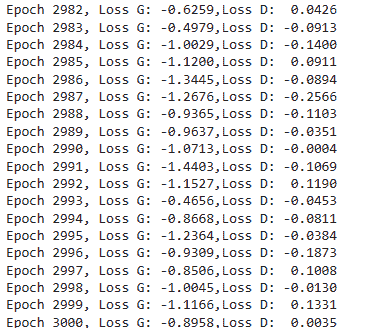 Epoch 2982, Loss G: -0.6259,Loss D:  0.0426
Epoch 2983, Loss G: -0.4979,Loss D: -0.0913
Epoch 2984, Loss G: -1.0029,Loss D: -0.1400
Epoch 2985, Loss G: -1.1200,Loss D:  0.0911
Epoch 2986, Loss G: -1.3445,Loss D: -0.0894
Epoch 2987, Loss G: -1.2676,Loss D: -0.2566
Epoch 2988, Loss G: -0.9365,Loss D: -0.1103
Epoch 2989, Loss G: -0.9637,Loss D: -0.0351
Epoch 2990, Loss G: -1.0713,Loss D: -0.0004
Epoch 2991, Loss G: -1.4403,Loss D: -0.1069
Epoch 2992, Loss G: -1.1527,Loss D:  0.1190
Epoch 2993, Loss G: -0.4656,Loss D: -0.0453
Epoch 2994, Loss G: -0.8668,Loss D: -0.0811
Epoch 2995, Loss G: -1.2364,Loss D: -0.0384
Epoch 2996, Loss G: -0.9309,Loss D: -0.1873
Epoch 2997, Loss G: -0.8506,Loss D:  0.1008
Epoch 2998, Loss G: -1.0045,Loss D: -0.0130
Epoch 2999, Loss G: -1.1166,Loss D:  0.1331
Epoch 3000, Loss G: -0.8958,Loss D:  0.0035